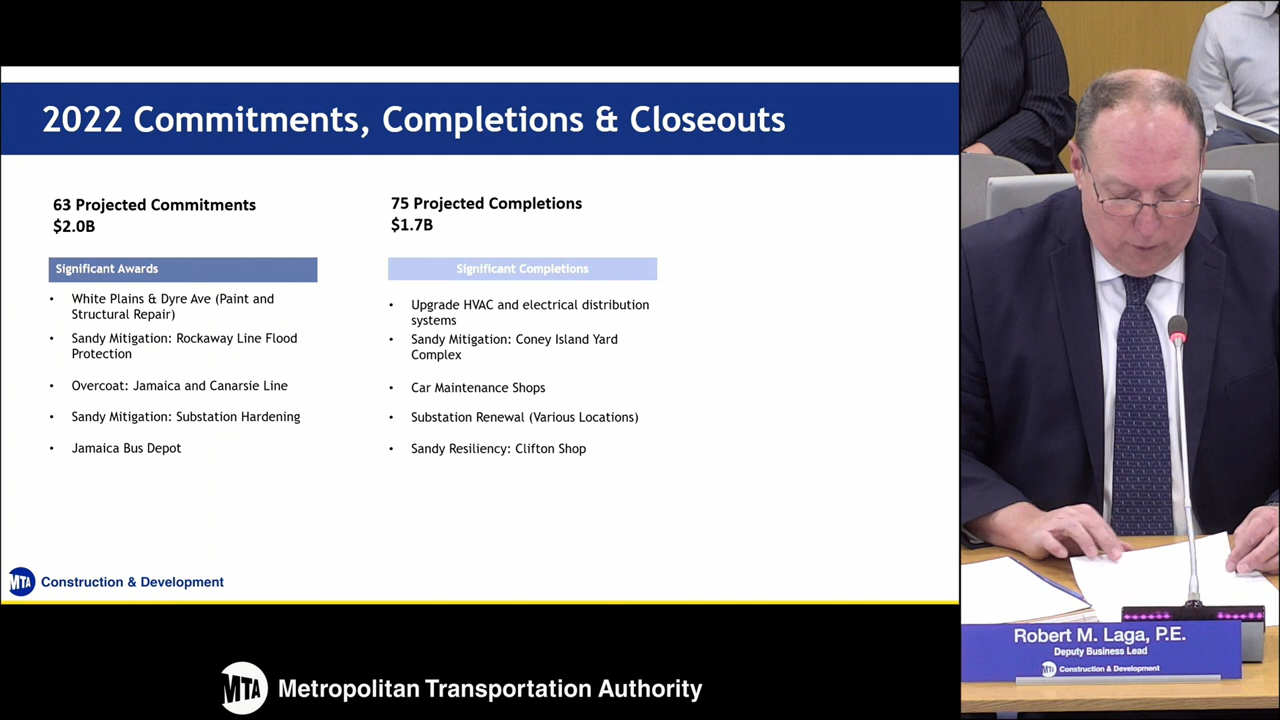 2022 Commitments, Completions & Closeouts
63 Projected Commitments
$2.0B
Significant Awards
• White Plains & Dyre Ave (Paint and
Structural Repair)
• Sandy Mitigation: Rockaway Line Flood
Protection
• Overcoat: Jamaica and Canarsie Line
• Sandy Mitigation: Substation Hardening
• Jamaica Bus Depot
75 Projected Completions
$1.7B
Significant Completions
• Upgrade HVAC and electrical distribution
systems
• Sandy Mitigation: Coney Island Yard
Complex
• Car Maintenance Shops
• Substation Renewal (Various Locations)
• Sandy Resiliency: Clifton Shop
MTA Construction & Development
MTA Metropolitan Transportation Authority
Robert M. Laga, P.E.
Deputy Business Lead
MTA Construction & Development